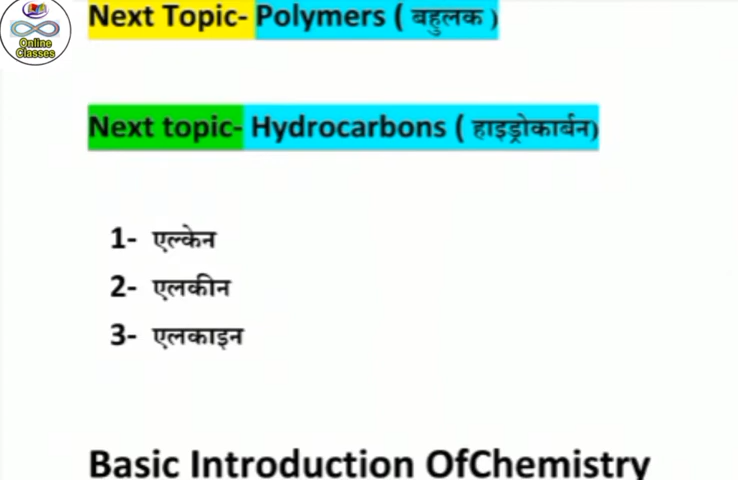 Online
Classes
Next Topic- Polymers ( बहुलक )
Next topic- Hydrocarbons ( हाइड्रोकार्बन)
1- एल्केन
2- एलकीन
3- एलकाइन
Basic Introduction OfChemistry